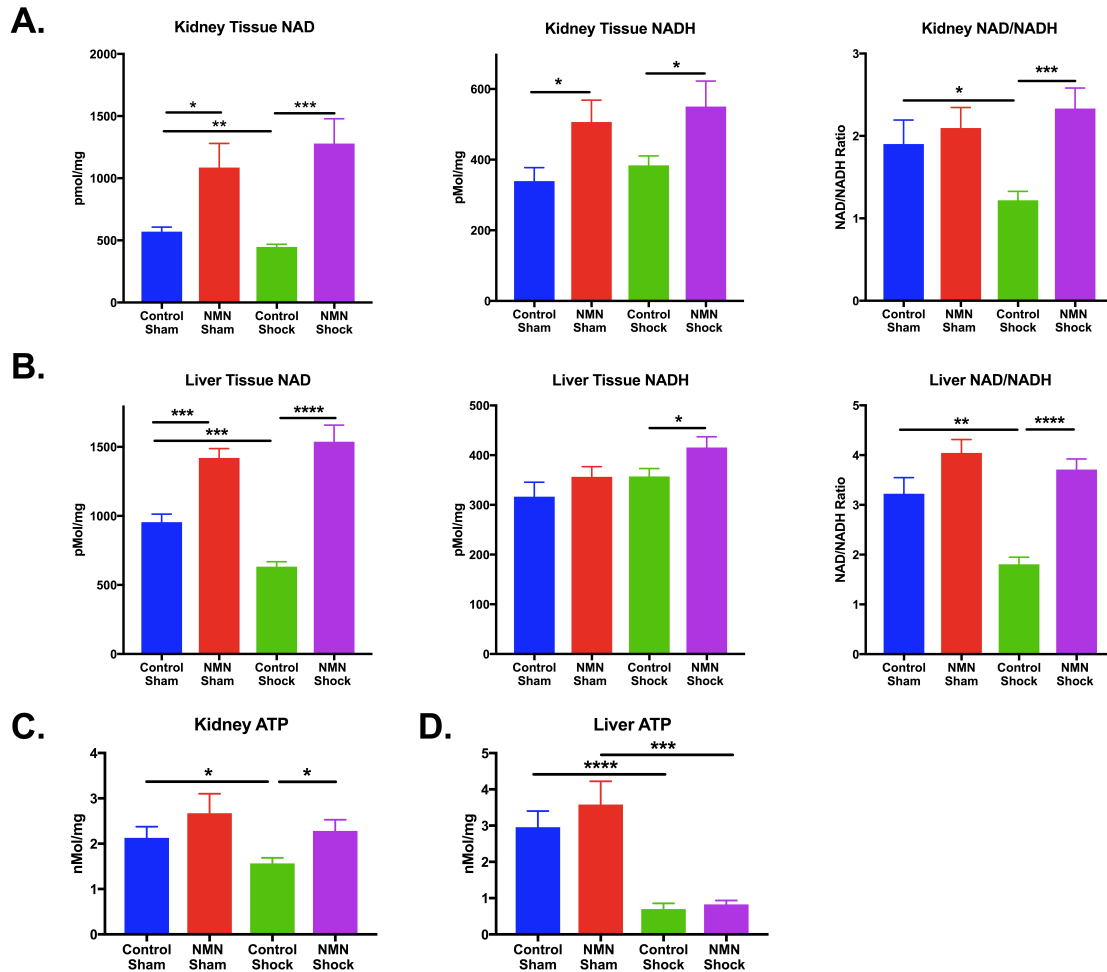 A.
Kidney Tissue NAD
2000
1500
1000
500
0
pmol/mg
*
***
**
Control Sham
NMN Sham
Control Shock
NMN Shock
Kidney Tissue NADH
600
400
200
0
pMol/mg
*
*
Control Sham
NMN Sham
Control Shock
NMN Shock
Kidney NAD/NADH
3
2
1
0
NAD/NADH Ratio
*
***
Control Sham
NMN Sham
Control Shock
NMN Shock
B.
Liver Tissue NAD
1500
1000
500
0
pMol/mg
***
****
***
Control Sham
NMN Sham
Control Shock
NMN Shock
Liver Tissue NADH
500
400
300
200
100
0
pMol/mg
*
Control Sham
NMN Sham
Control Shock
NMN Shock
Liver NAD/NADH
5
4
3
2
1
0
NAD/NADH Ratio
**
****
Control Sham
NMN Sham
Control Shock
NMN Shock
C.
Kidney ATP
4
3
2
1
0
nMol/mg
*
*
Control Sham
NMN Sham
Control Shock
NMN Shock
D.
Liver ATP
5
4
3
2
1
0
nMol/mg
***
****
Control Sham
NMN Sham
Control Shock
NMN Shock